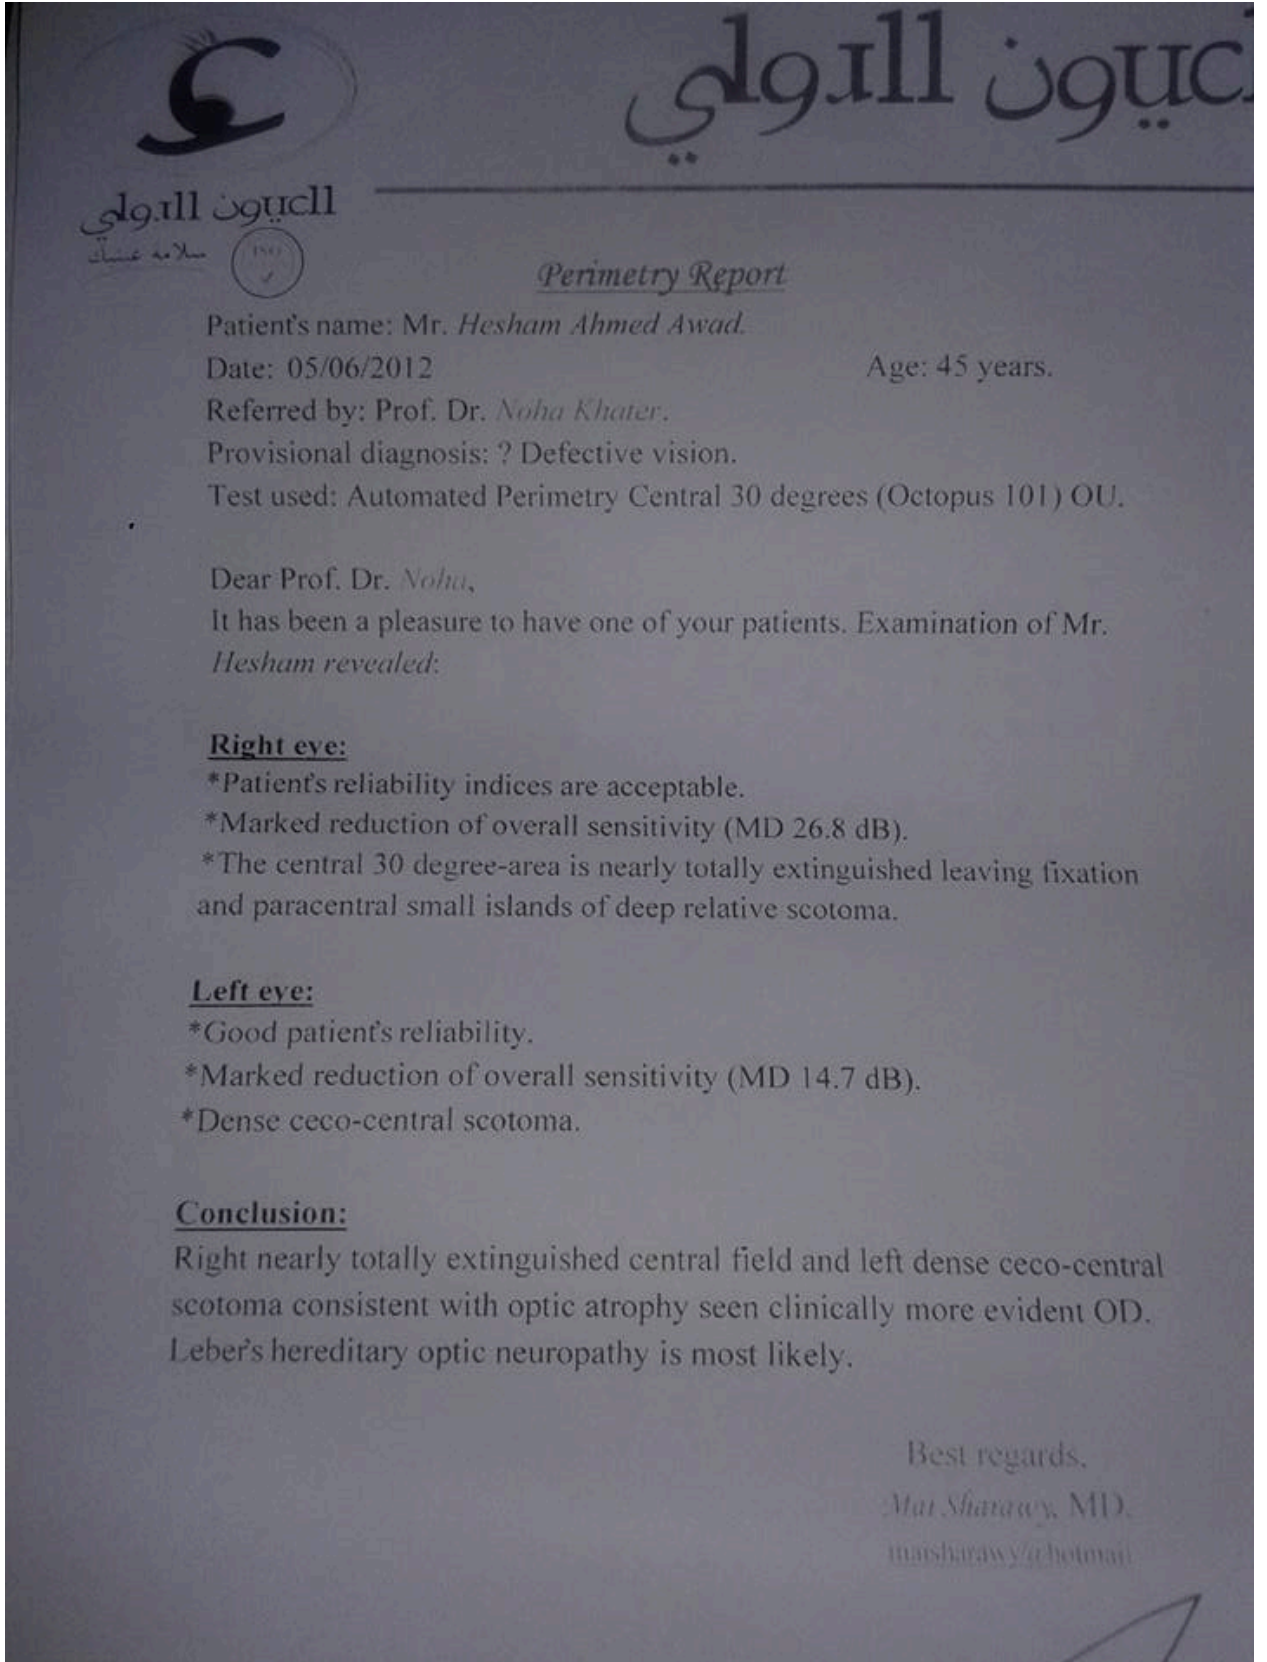 العيون الدولي
العيون الدولي
سلامة عينيك
ISO
Perimetry Report
Patient's name: Mr. Hesham Ahmed Awad.
Date: 05/06/2012 Age: 45 years.
Referred by: Prof. Dr. Noha Khater.
Provisional diagnosis: ? Defective vision.
Test used: Automated Perimetry Central 30 degrees (Octopus 101) OU.
Dear Prof. Dr. Noha,
It has been a pleasure to have one of your patients. Examination of Mr.
Hesham revealed:
Right eye:
*Patient's reliability indices are acceptable.
*Marked reduction of overall sensitivity (MD 26.8 dB).
*The central 30 degree-area is nearly totally extinguished leaving fixation
and paracentral small islands of deep relative scotoma.
Left eye:
*Good patient's reliability.
*Marked reduction of overall sensitivity (MD 14.7 dB).
*Dense ceco-central scotoma.
Conclusion:
Right nearly totally extinguished central field and left dense ceco-central
scotoma consistent with optic atrophy seen clinically more evident OD.
Leber's hereditary optic neuropathy is most likely.
Best regards,
Mai Sharawy, MD.
maisharawy@hotmail